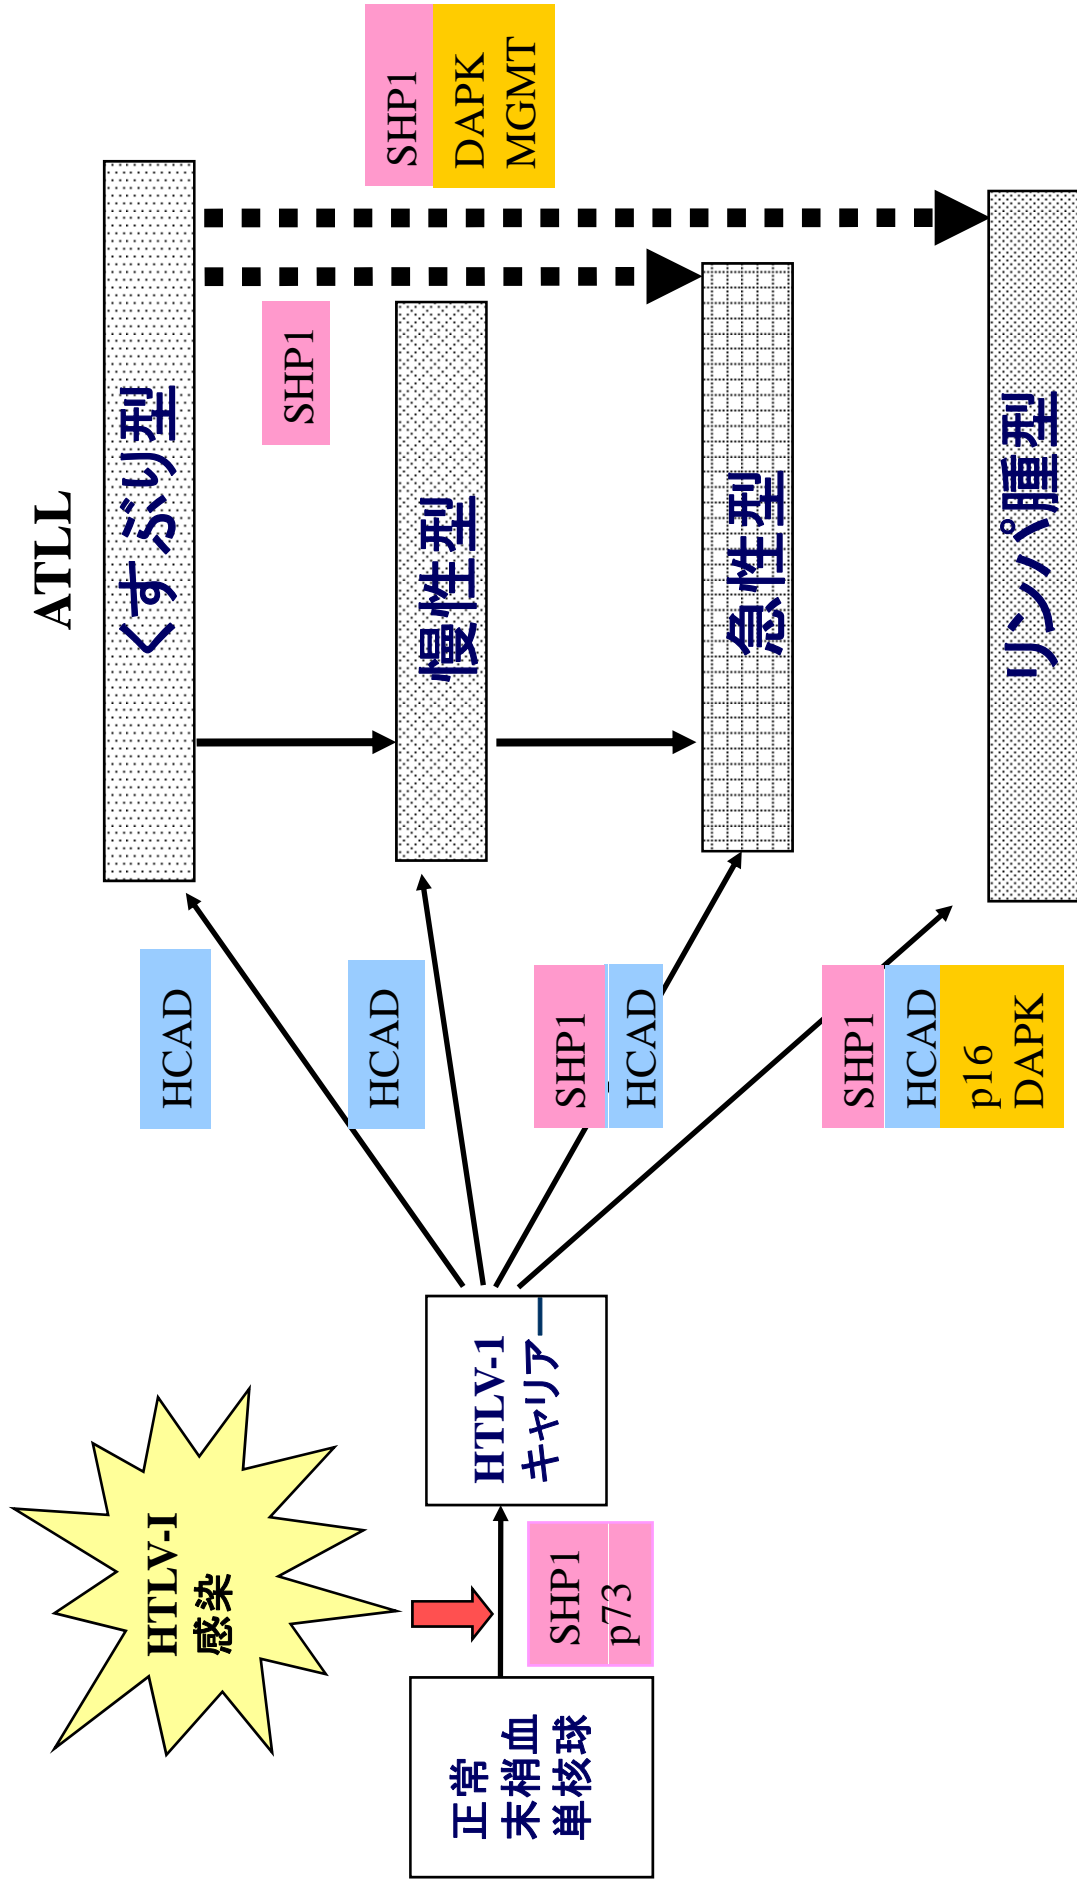 ATLL
HTLV-I
感染
正常
末梢血
単核球
SHP1
p73
HTLV-1
キャリアー
HCAD
HCAD
SHP1
HCAD
SHP1
HCAD
p16
DAPK
くすぶり型
SHP1
慢性型
SHP1
DAPK
MGMT
急性型
リンパ腫型